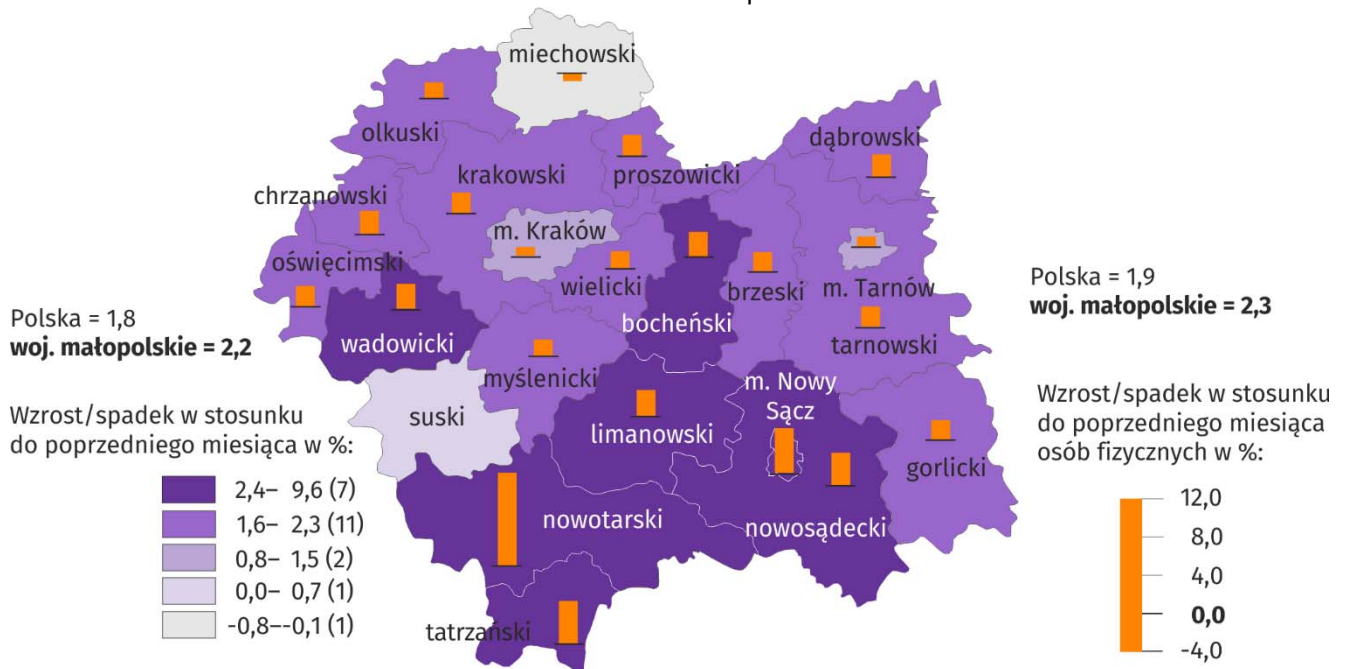 miechowski
olkuski
dąbrowski
krakowski
proszowicki
chrzanowski
m. Kraków
oświęcimski
wielicki
brzeski
m. Tarnów
bocheński
tarnowski
wadowicki
myślenicki
m. Nowy
Sącz
suski
limanowski
gorlicki
nowotarski
nowosądecki
tatrzański
Polska = 1,8
woj. małopolskie = 2,2
Wzrost/spadek w stosunku
do poprzedniego miesiąca w %:
2,4– 9,6 (7)
1,6– 2,3 (11)
0,8– 1,5 (2)
0,0– 0,7 (1)
-0,8–-0,1 (1)
Polska = 1,9
woj. małopolskie = 2,3
Wzrost/spadek w stosunku
do poprzedniego miesiąca
osób fizycznych w %:
12,0
8,0
4,0
0,0
-4,0